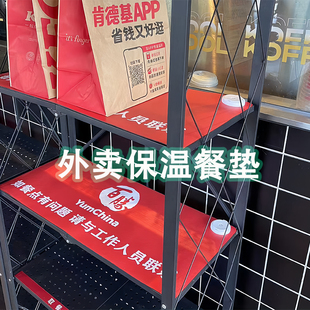 肯德基APP
省钱又好逛
人员联
外卖保温餐垫
YumChina
如餐点有问题 请与工作人员联